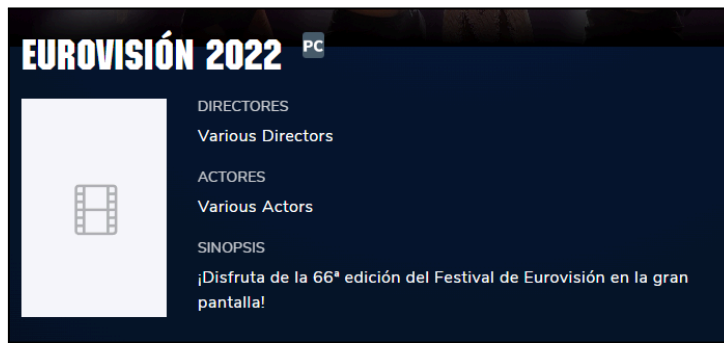 EUROVISIÓN 2022 PC
DIRECTORES
Various Directors
ACTORES
Various Actors
SINOPSIS
¡Disfruta de la 66ª edición del Festival de Eurovisión en la gran
pantalla!